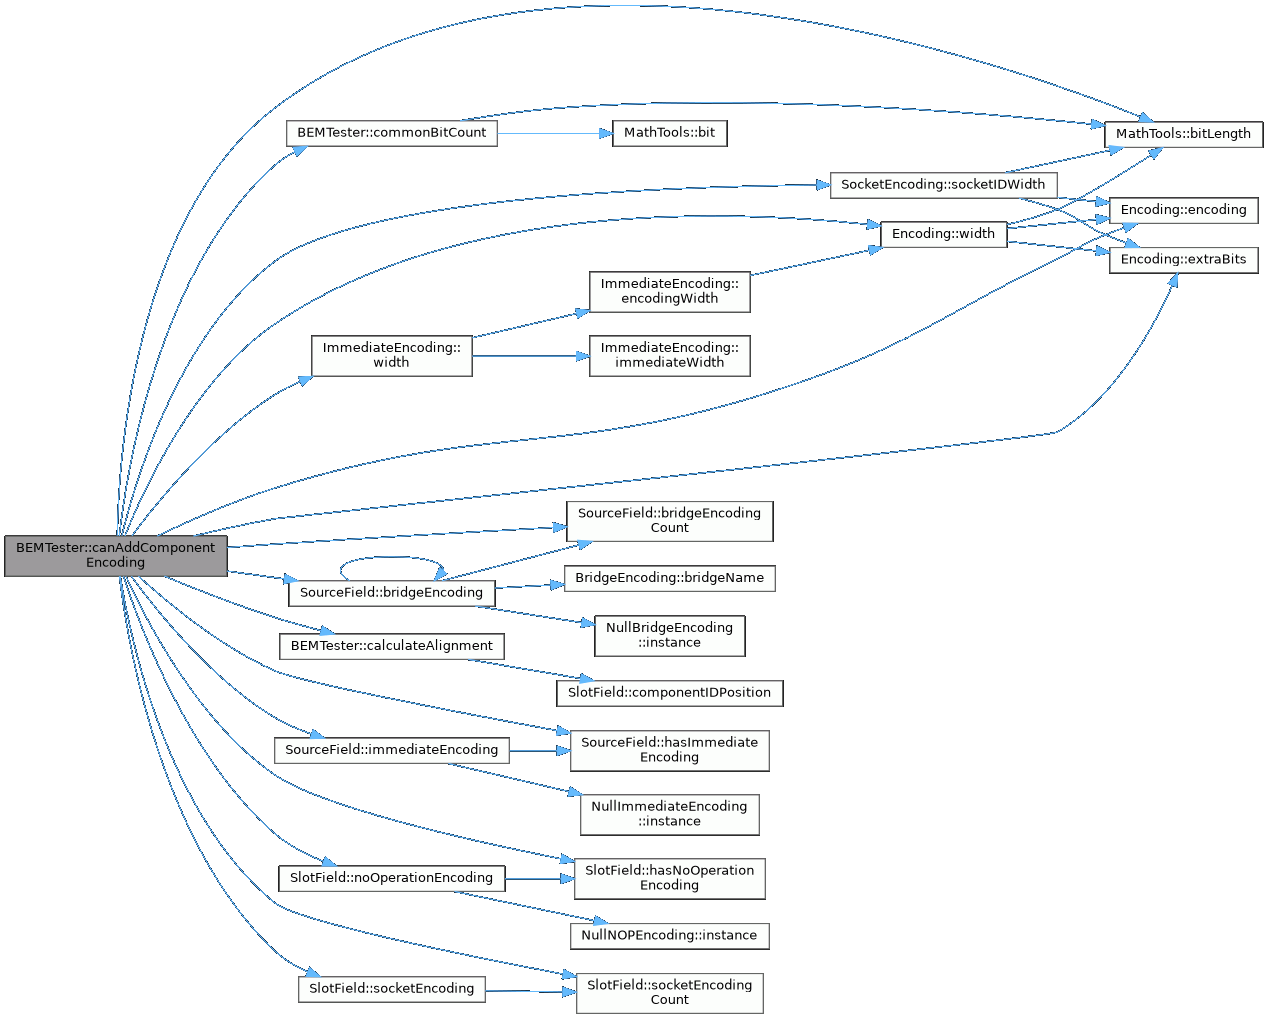 BEMTester::commonBitCount
MathTools::bit
MathTools::bitLength
SocketEncoding::socketIDWidth
Encoding::encoding
Encoding::width
Encoding::extraBits
ImmediateEncoding::
encodingWidth
ImmediateEncoding::
width
ImmediateEncoding::
immediateWidth
SourceField::bridgeEncoding
Count
BEMTester::canAddComponent
Encoding
BridgeEncoding::bridgeName
SourceField::bridgeEncoding
NullBridgeEncoding
::instance
BEMTester::calculateAlignment
SlotField::componentIDPosition
SourceField::immediateEncoding
SourceField::hasImmediate
Encoding
NullImmediateEncoding
::instance
SlotField::noOperationEncoding
SlotField::hasNoOperation
Encoding
NullNOPEncoding::instance
SlotField::socketEncoding
SlotField::socketEncoding
Count